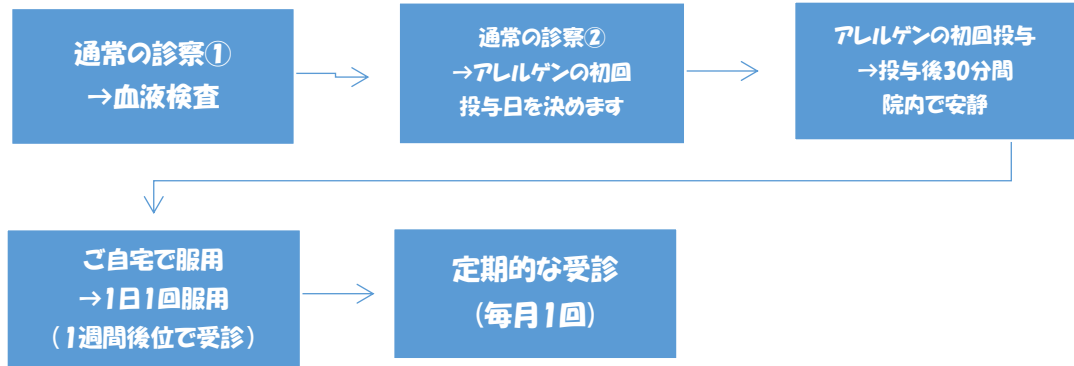 通常の診察①
→血液検査
通常の診察②
→アレルゲンの初回
投与日を決めます
アレルゲンの初回投与
→投与後30分間
院内で安静
ご自宅で服用
→1日1回服用
(1週間後位で受診)
定期的な受診
(毎月1回)